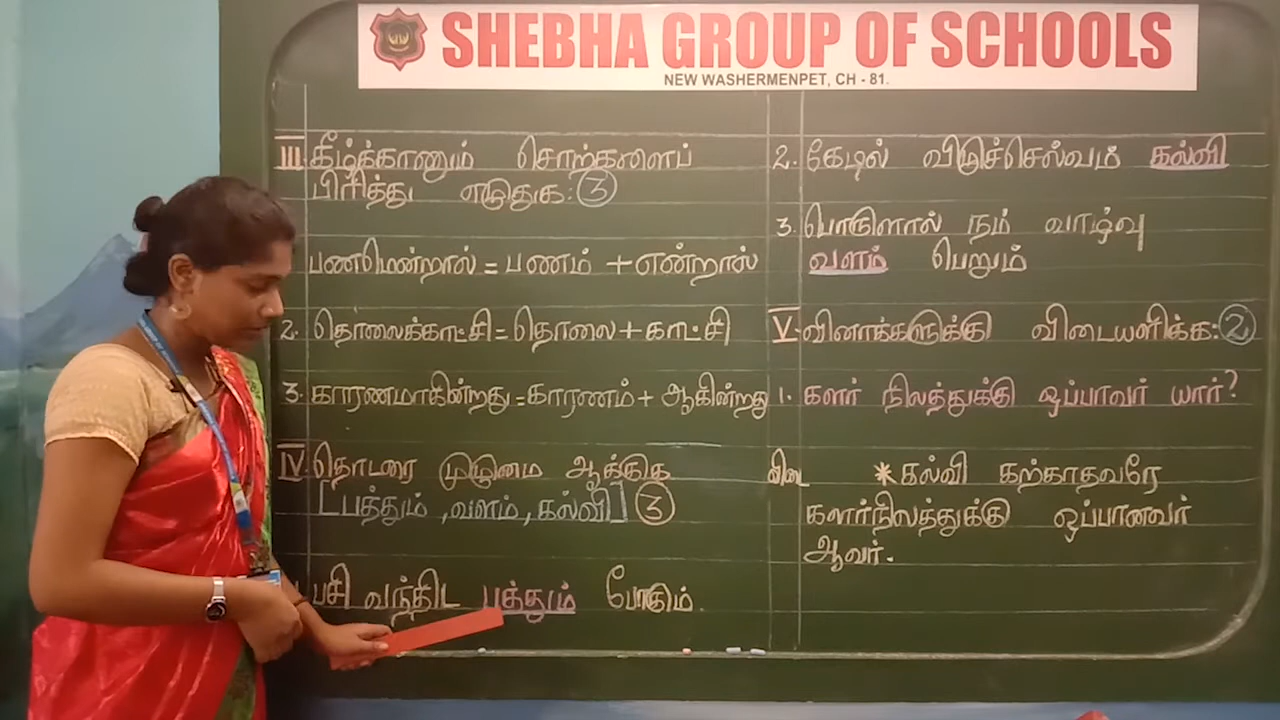 SHEBHA GROUP OF SCHOOLS
NEW WASHERMENPET, CH - 81.
III. கீழ்க்காணும் சொற்களைப்
பிரித்து எழுதுக: 3
பணமென்றால் = பணம் + என்றால்
2. தொலைக்காட்சி = தொலை + காட்சி
3. காரணமாகின்றது = காரணம் + ஆகின்றது
IV. தொடரை முழுமை ஆக்குக
[பத்தும், வளம், கல்வி] 3
பசி வந்திட பத்தும் போகும்.
2. கேடில் விழுச்செல்வம் கல்வி
3. பொருளால் நம் வாழ்வு
வளம் பெறும்
V. வினாக்களுக்கு விடையளிக்க: 2
1. களர் நிலத்துக்கு ஒப்பாவர் யார்?
விடை * கல்வி கற்காதவரே
களர்நிலத்துக்கு ஒப்பானவர்
ஆவர்.